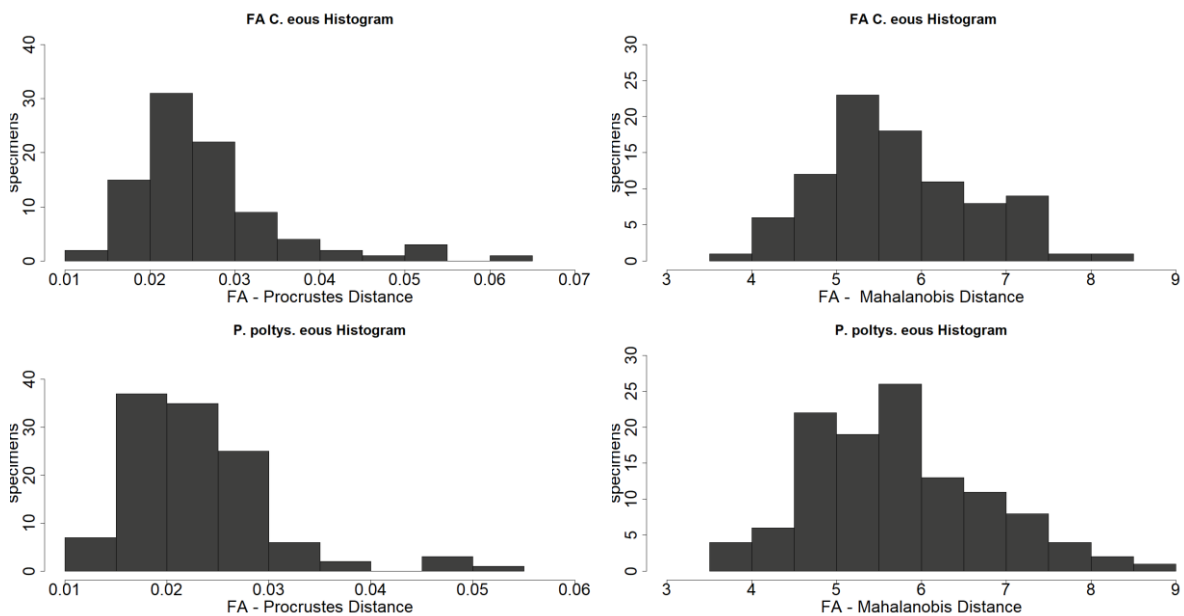 FA C. eous Histogram
specimens
0 10 20 30 40
0.01 0.02 0.03 0.04 0.05 0.06 0.07
FA - Procrustes Distance
FA C. eous Histogram
specimens
0 5 10 15 20 25 30
3 4 5 6 7 8 9
FA -  Mahalanobis Distance
P. poltys. eous Histogram
specimens
0 10 20 30 40
0.01 0.02 0.03 0.04 0.05 0.06
FA - Procrustes Distance
P. poltys. eous Histogram
specimens
0 5 10 15 20 25 30
3 4 5 6 7 8 9
FA - Mahalanobis Distance